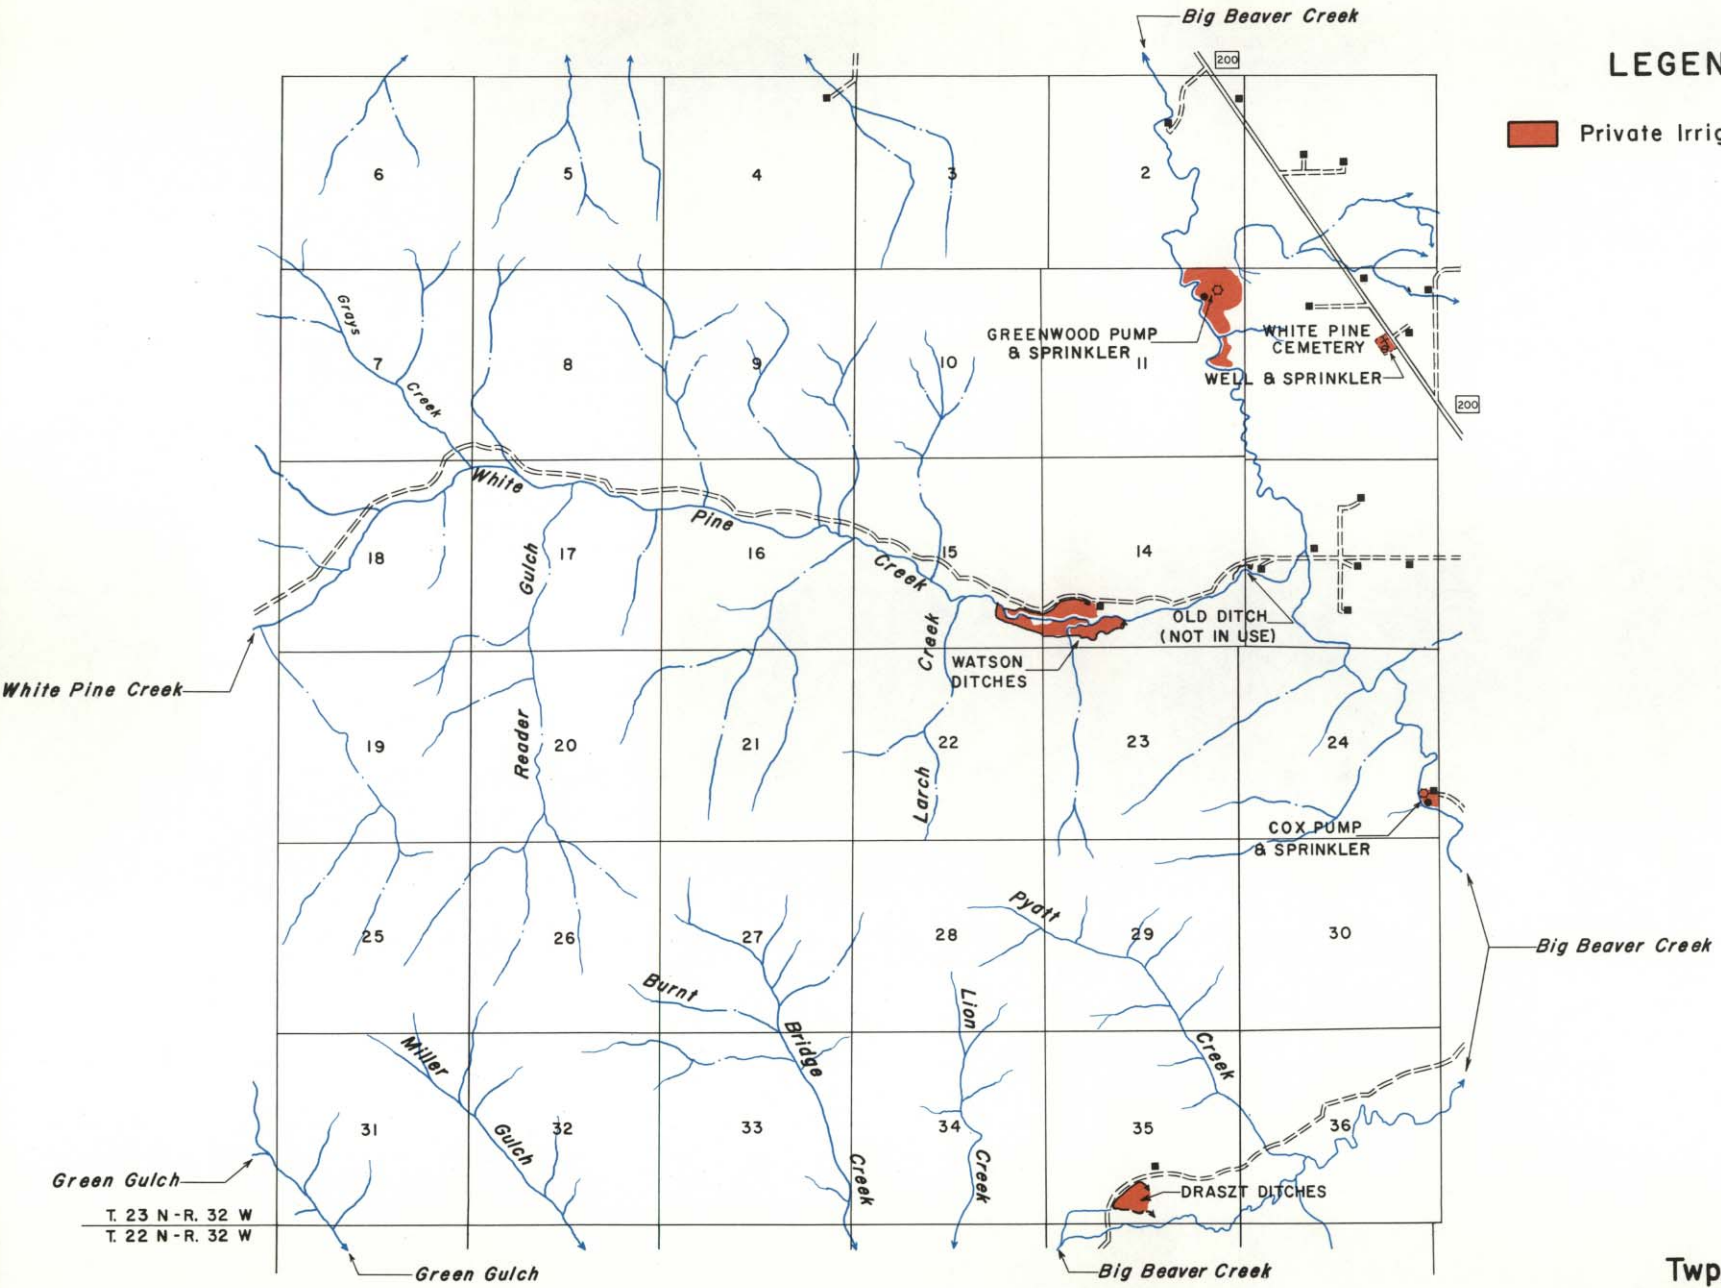 Big Beaver Creek
200
LEGEN
Private Irrig
6
5
4
3
2
Grays
Creek
7
8
9
10
11
GREENWOOD PUMP
& SPRINKLER
WHITE PINE
CEMETERY
WELL & SPRINKLER
200
White
Pine
Creek
18
17
16
15
14
Gulch
Reader
OLD DITCH
(NOT IN USE)
WATSON
DITCHES
Creek
Larch
White Pine Creek
19
20
21
22
23
24
COX PUMP
& SPRINKLER
25
26
27
28
29
30
Pyatt
Creek
Burnt
Bridge
Creek
Lion
Creek
Big Beaver Creek
Miller
Gulch
31
32
33
34
35
36
Green Gulch
T. 23 N - R. 32 W
T. 22 N - R. 32 W
DRASZT DITCHES
Green Gulch
Big Beaver Creek
Twp